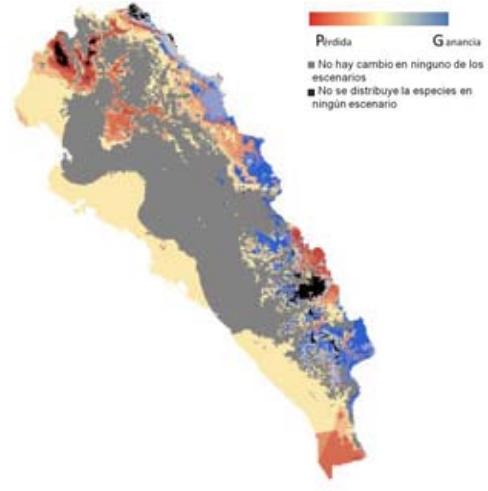 Pérdida Ganancia
No hay cambio en ninguno de los
escenarios
No se distribuye la especies en
ningún escenario